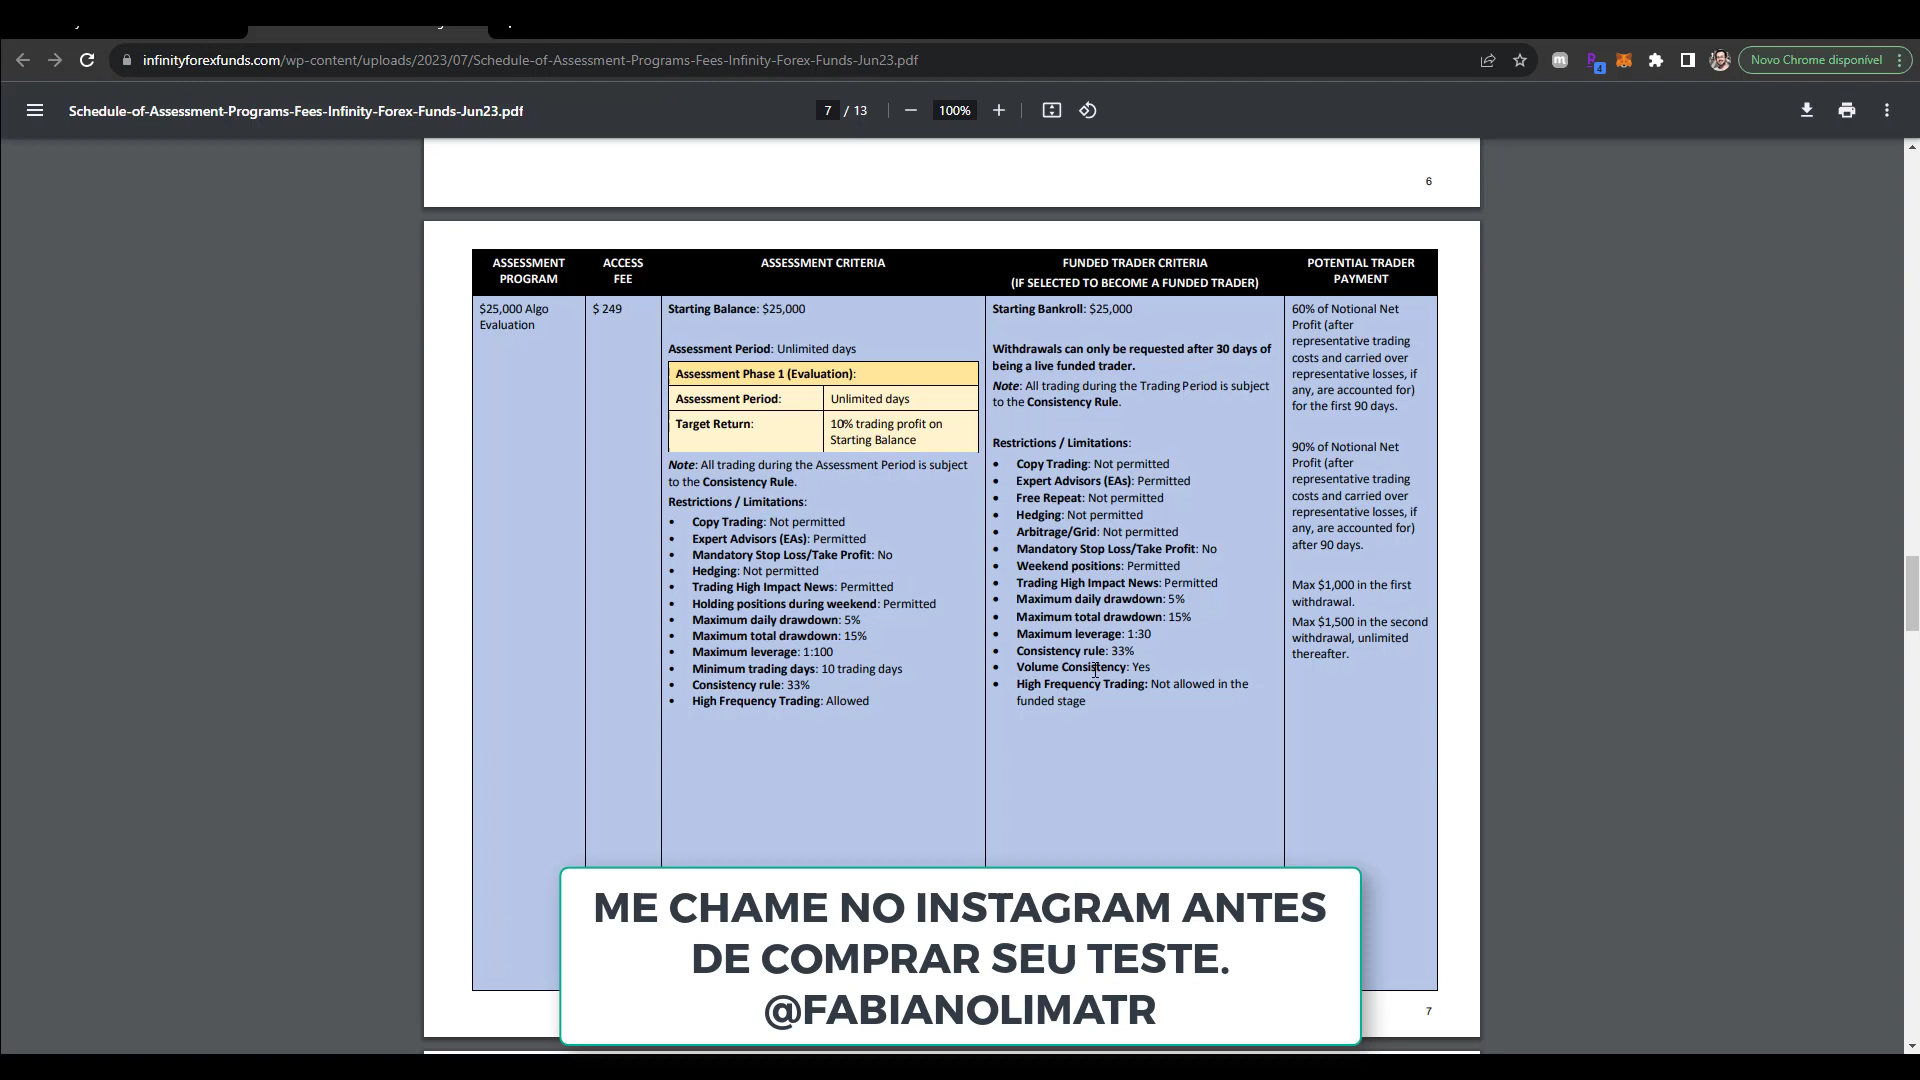 infinityforexfunds.com/wp-content/uploads/2023/07/Schedule-of-Assessment-Programs-Fees-Infinity-Forex-Funds-Jun23.pdf
m
4
Novo Chrome disponível
Schedule-of-Assessment-Programs-Fees-Infinity-Forex-Funds-Jun23.pdf
7 / 13
100%
6
ASSESSMENT
PROGRAM
ACCESS
FEE
ASSESSMENT CRITERIA
FUNDED TRADER CRITERIA
(IF SELECTED TO BECOME A FUNDED TRADER)
POTENTIAL TRADER
PAYMENT
$25,000 Algo
Evaluation
$ 249
Starting Balance: $25,000
Assessment Period: Unlimited days
Assessment Phase 1 (Evaluation):
Assessment Period: Unlimited days
Target Return: 10% trading profit on
Starting Balance
Note: All trading during the Assessment Period is subject
to the Consistency Rule.
Restrictions / Limitations:
• Copy Trading: Not permitted
• Expert Advisors (EAs): Permitted
• Mandatory Stop Loss/Take Profit: No
• Hedging: Not permitted
• Trading High Impact News: Permitted
• Holding positions during weekend: Permitted
• Maximum daily drawdown: 5%
• Maximum total drawdown: 15%
• Maximum leverage: 1:100
• Minimum trading days: 10 trading days
• Consistency rule: 33%
• High Frequency Trading: Allowed
Starting Bankroll: $25,000
Withdrawals can only be requested after 30 days of
being a live funded trader.
Note: All trading during the Trading Period is subject
to the Consistency Rule.
Restrictions / Limitations:
• Copy Trading: Not permitted
• Expert Advisors (EAs): Permitted
• Free Repeat: Not permitted
• Hedging: Not permitted
• Arbitrage/Grid: Not permitted
• Mandatory Stop Loss/Take Profit: No
• Weekend positions: Permitted
• Trading High Impact News: Permitted
• Maximum daily drawdown: 5%
• Maximum total drawdown: 15%
• Maximum leverage: 1:30
• Consistency rule: 33%
• Volume Consistency: Yes
• High Frequency Trading: Not allowed in the
funded stage
60% of Notional Net
Profit (after
representative trading
costs and carried over
representative losses, if
any, are accounted for)
for the first 90 days.
90% of Notional Net
Profit (after
representative trading
costs and carried over
representative losses, if
any, are accounted for)
after 90 days.
Max $1,000 in the first
withdrawal.
Max $1,500 in the second
withdrawal, unlimited
thereafter.
ME CHAME NO INSTAGRAM ANTES
DE COMPRAR SEU TESTE.
@FABIANOLIMATR
7